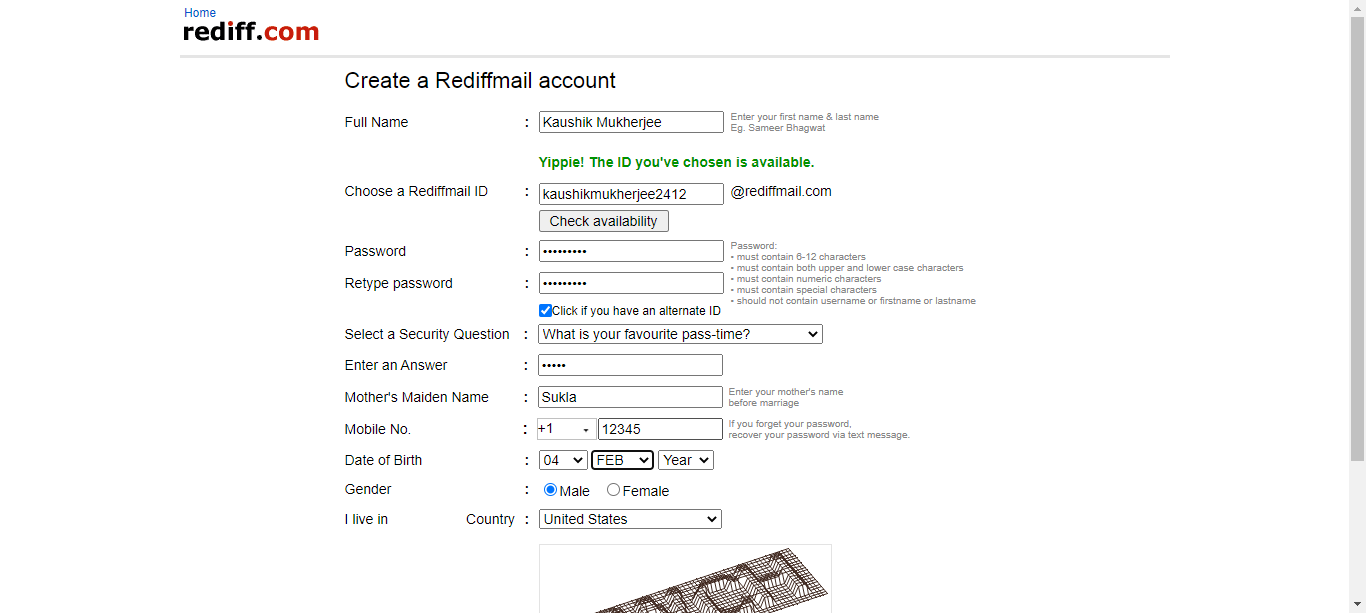 Home
rediff.com
Create a Rediffmail account
Full Name : Kaushik Mukherjee Enter your first name & last name
Eg. Sameer Bhagwat
Yippie! The ID you've chosen is available.
Choose a Rediffmail ID : kaushikmukherjee2412 @rediffmail.com
Check availability
Password : ••••••••• Password:
• must contain 6-12 characters
• must contain both upper and lower case characters
• must contain numeric characters
Retype password : •••••••••
• must contain special characters
• should not contain username or firstname or lastname
Click if you have an alternate ID
Select a Security Question : What is your favourite pass-time?
Enter an Answer : •••••
Mother's Maiden Name : Sukla Enter your mother's name
before marriage
Mobile No. : +1 12345 If you forget your password,
recover your password via text message.
Date of Birth : 04 FEB Year
Gender : Male Female
I live in Country : United States